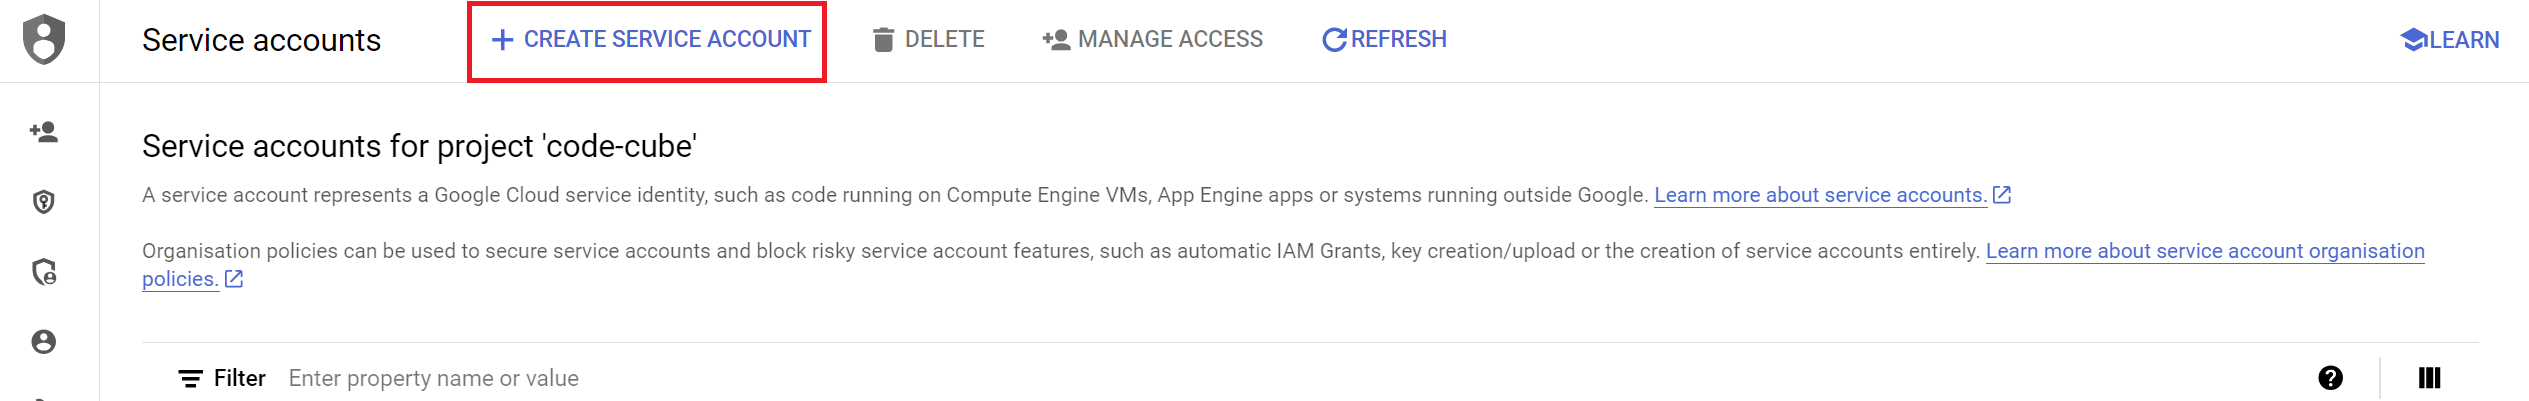 Service accounts CREATE SERVICE ACCOUNT DELETE MANAGE ACCESS REFRESH LEARN
Service accounts for project 'code-cube'
A service account represents a Google Cloud service identity, such as code running on Compute Engine VMs, App Engine apps or systems running outside Google. Learn more about service accounts.
Organisation policies can be used to secure service accounts and block risky service account features, such as automatic IAM Grants, key creation/upload or the creation of service accounts entirely. Learn more about service account organisation
policies.
Filter Enter property name or value